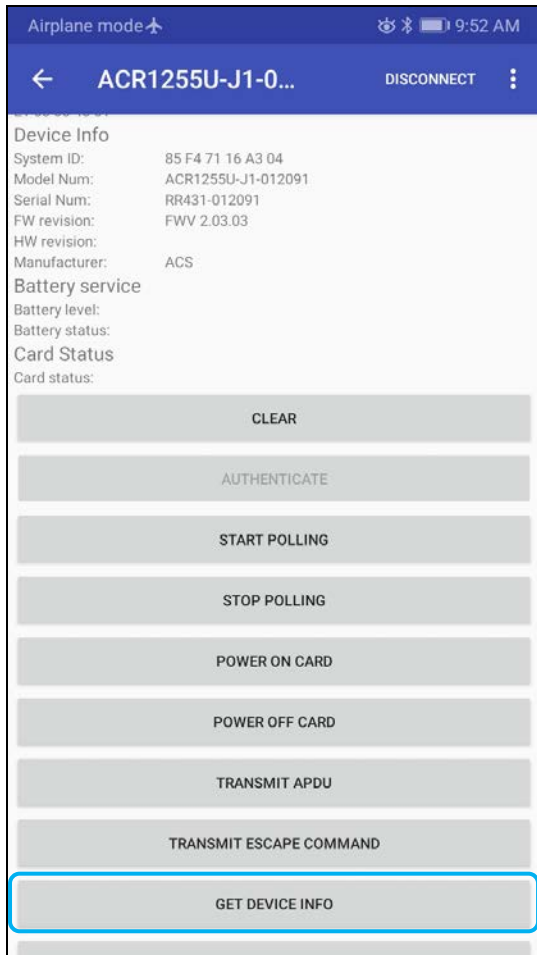 Airplane mode 9:52 AM
ACR1255U-J1-0... DISCONNECT
Device Info
System ID: 85 F4 71 16 A3 04
Model Num: ACR1255U-J1-012091
Serial Num: RR431-012091
FW revision: FWV 2.03.03
HW revision:
Manufacturer: ACS
Battery service
Battery level:
Battery status:
Card Status
Card status:
CLEAR
AUTHENTICATE
START POLLING
STOP POLLING
POWER ON CARD
POWER OFF CARD
TRANSMIT APDU
TRANSMIT ESCAPE COMMAND
GET DEVICE INFO